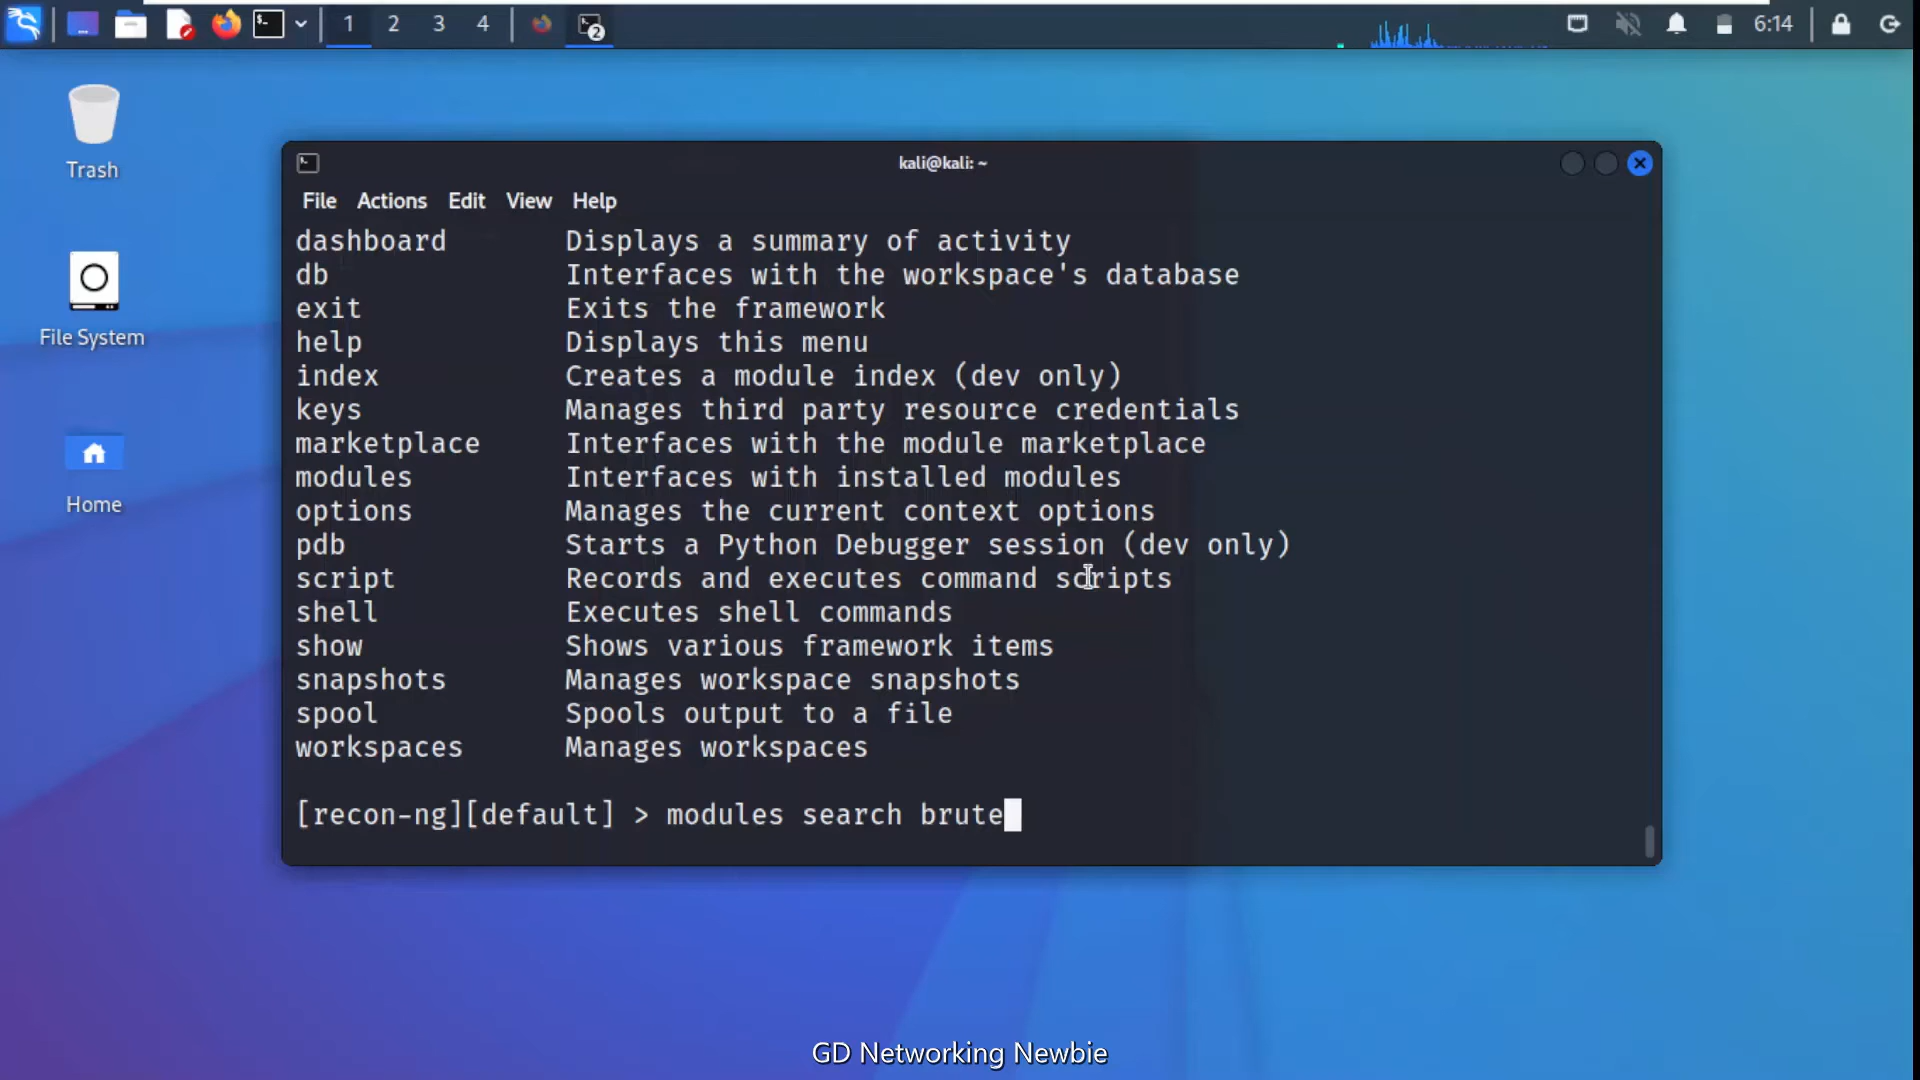 1 2 3 4 2 6:14
Trash
File System
Home
kali@kali: ~
File Actions Edit View Help
dashboard Displays a summary of activity
db Interfaces with the workspace's database
exit Exits the framework
help Displays this menu
index Creates a module index (dev only)
keys Manages third party resource credentials
marketplace Interfaces with the module marketplace
modules Interfaces with installed modules
options Manages the current context options
pdb Starts a Python Debugger session (dev only)
script Records and executes command scripts
shell Executes shell commands
show Shows various framework items
snapshots Manages workspace snapshots
spool Spools output to a file
workspaces Manages workspaces
[recon-ng][default] > modules search brute
GD Networking Newbie